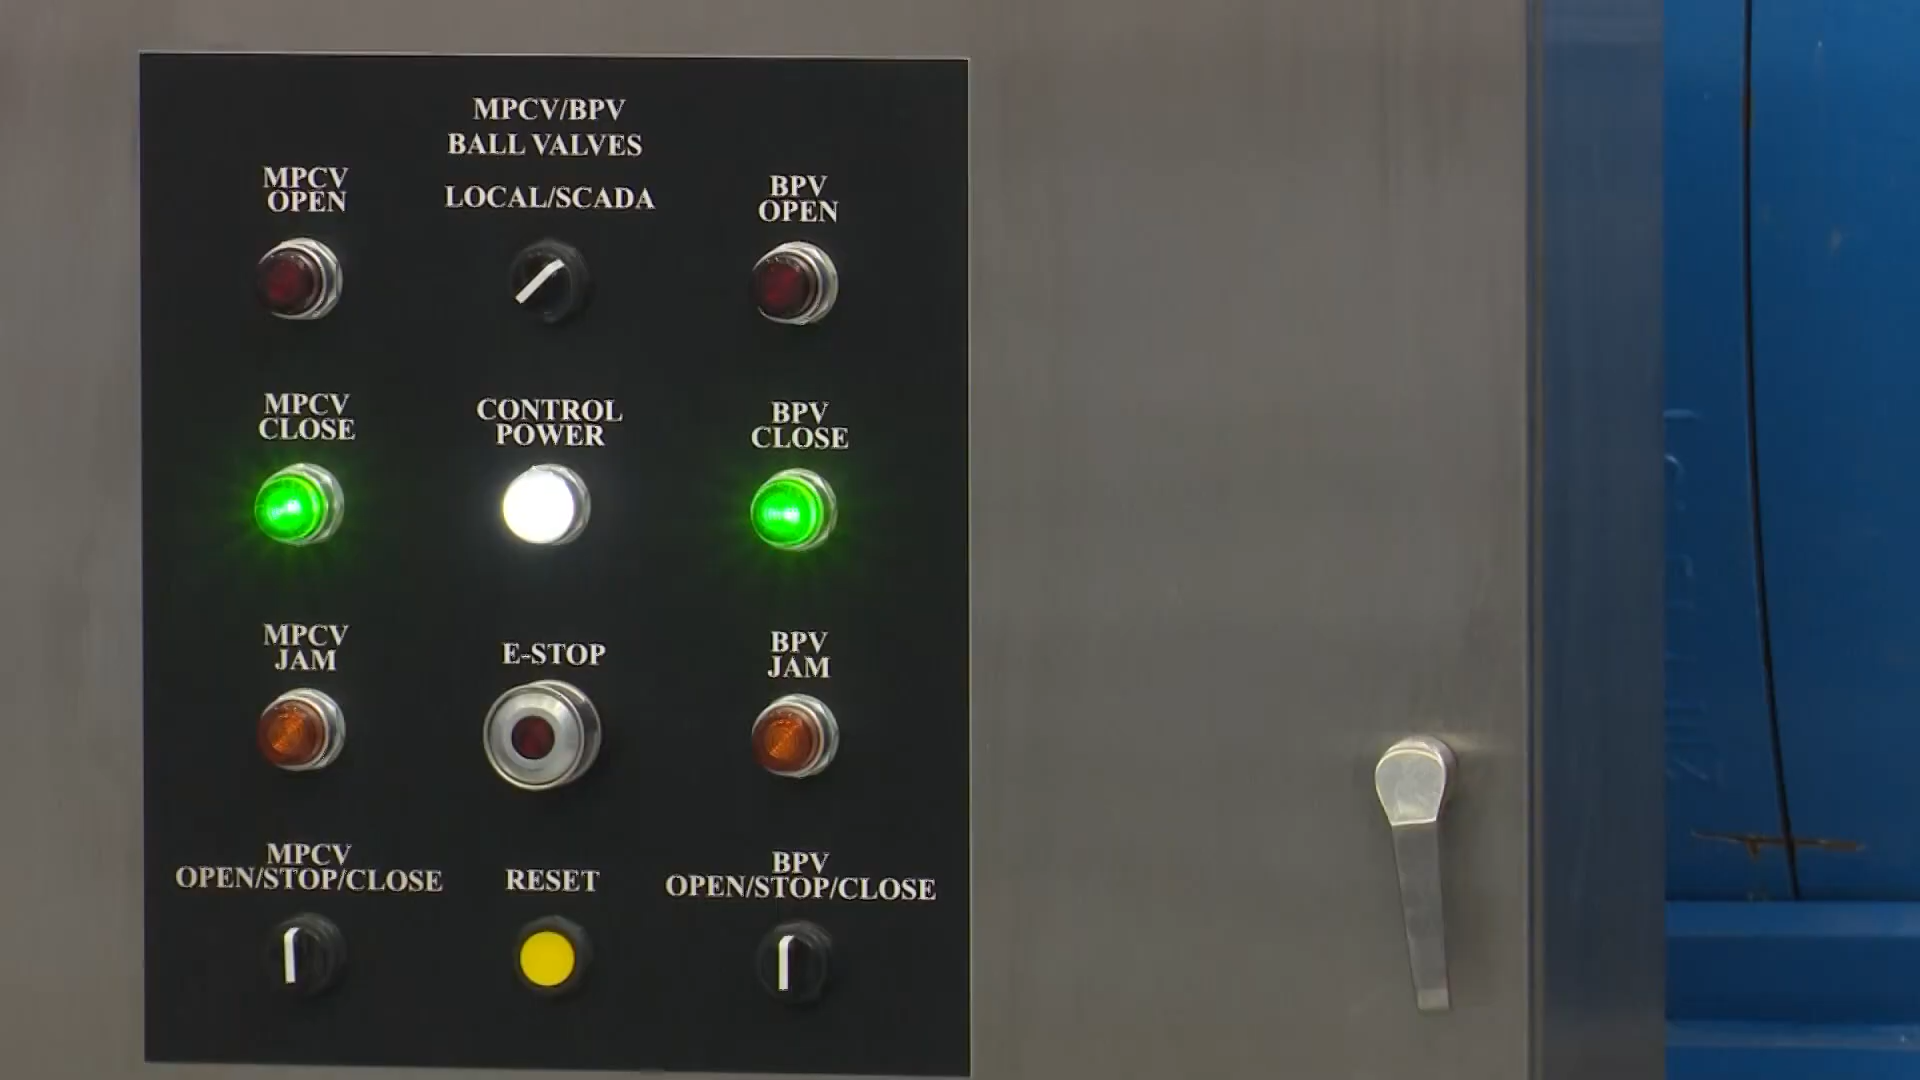 MPCV/BPV
BALL VALVES
MPCV
OPEN
LOCAL/SCADA
BPV
OPEN
MPCV
CLOSE
CONTROL
POWER
BPV
CLOSE
MPCV
JAM
E-STOP
BPV
JAM
MPCV
OPEN/STOP/CLOSE
RESET
BPV
OPEN/STOP/CLOSE